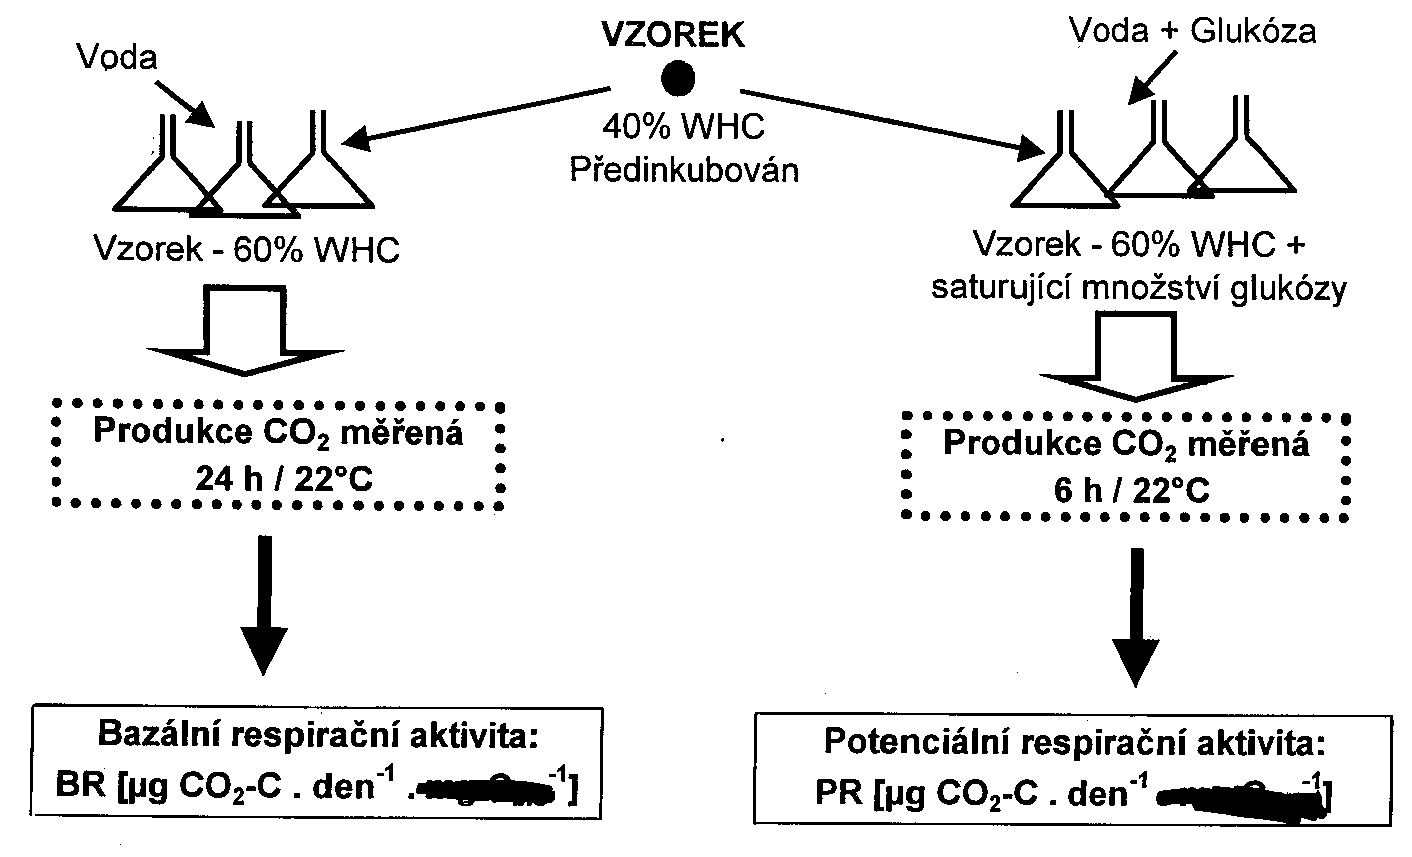 VZOREK
40% WHC
Předinkubován
Voda
Vzorek - 60% WHC
Produkce CO₂ měřená
24 h / 22°C
Bazální respirační aktivita:
BR [µg CO₂-C . den⁻¹ . ⁻¹]
Voda + Glukóza
Vzorek - 60% WHC +
saturující množství glukózy
Produkce CO₂ měřená
6 h / 22°C
Potenciální respirační aktivita:
PR [µg CO₂-C . den⁻¹ ⁻¹]